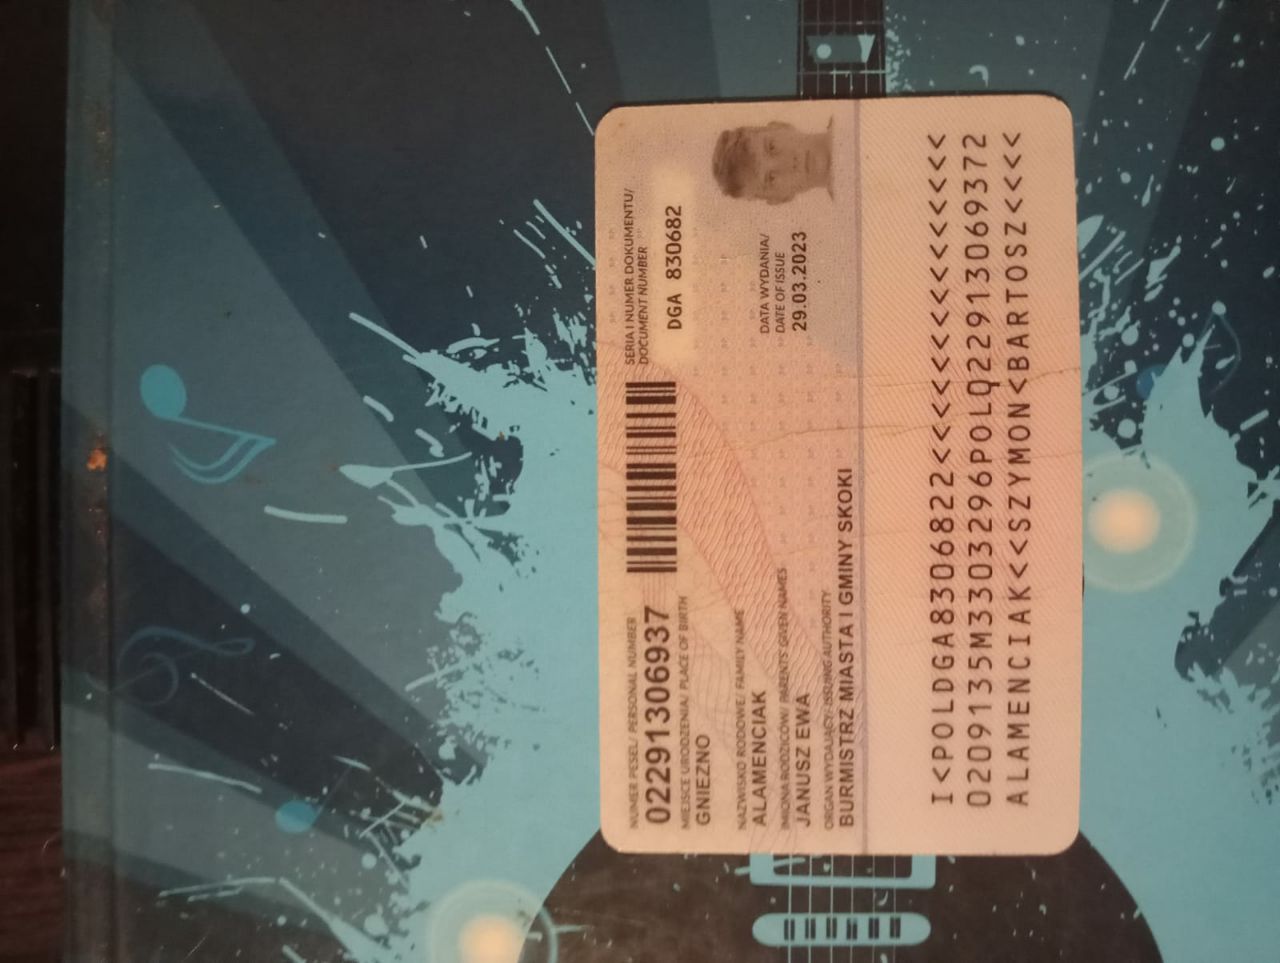 NUMER PESEL/ PERSONAL NUMBER
02291306937
MIEJSCE URODZENIA/ PLACE OF BIRTH
GNIEZNO
NAZWISKO RODOWE/ FAMILY NAME
ALAMENCIAK
IMIONA RODZICÓW/ PARENTS' GIVEN NAMES
JANUSZ EWA
ORGAN WYDAJĄCY/ ISSUING AUTHORITY
BURMISTRZ MIASTA I GMINY SKOKI
SERIA I NUMER DOKUMENTU/
DOCUMENT NUMBER
DGA 830682
DATA WYDANIA/
DATE OF ISSUE
29.03.2023
I<POLDGA8306822<<<<<<<<<<<<<<<
0209135M3303296POL022913069372
ALAMENCIAK<<SZYMON<BARTOSZ<<<<